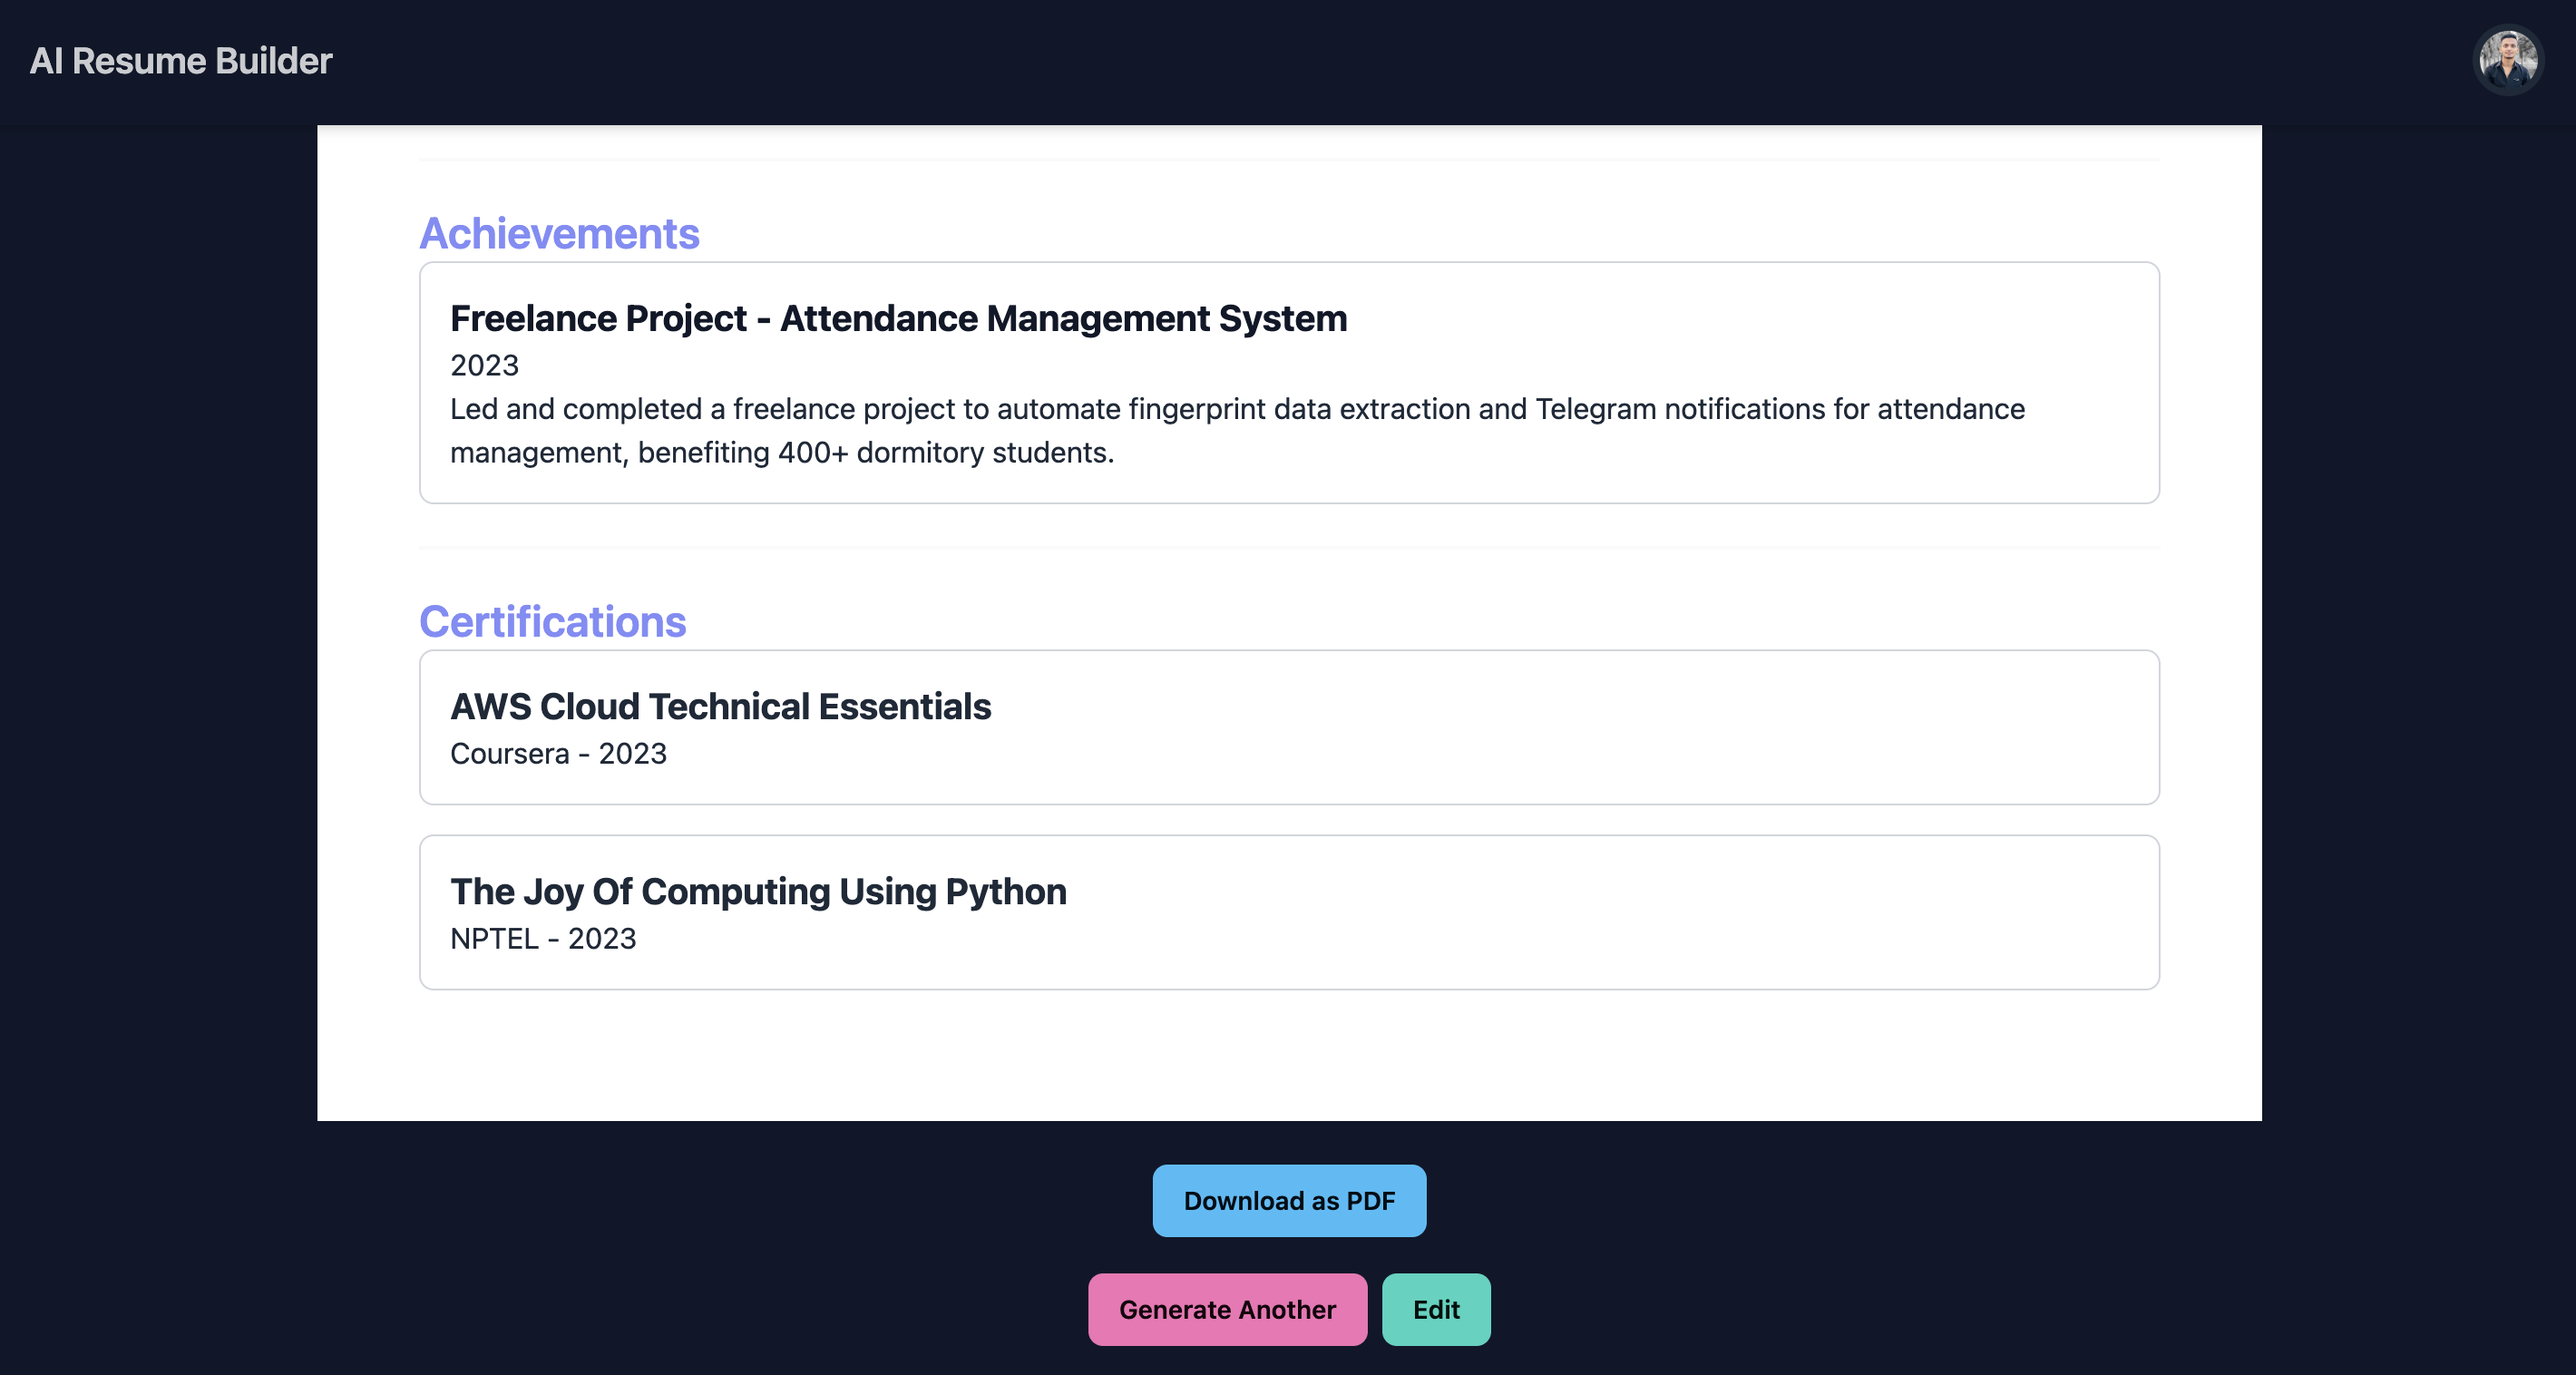 AI Resume Builder
Achievements
Freelance Project - Attendance Management System
2023
Led and completed a freelance project to automate fingerprint data extraction and Telegram notifications for attendance
management, benefiting 400+ dormitory students.
Certifications
AWS Cloud Technical Essentials
Coursera - 2023
The Joy Of Computing Using Python
NPTEL - 2023
Download as PDF
Generate Another
Edit